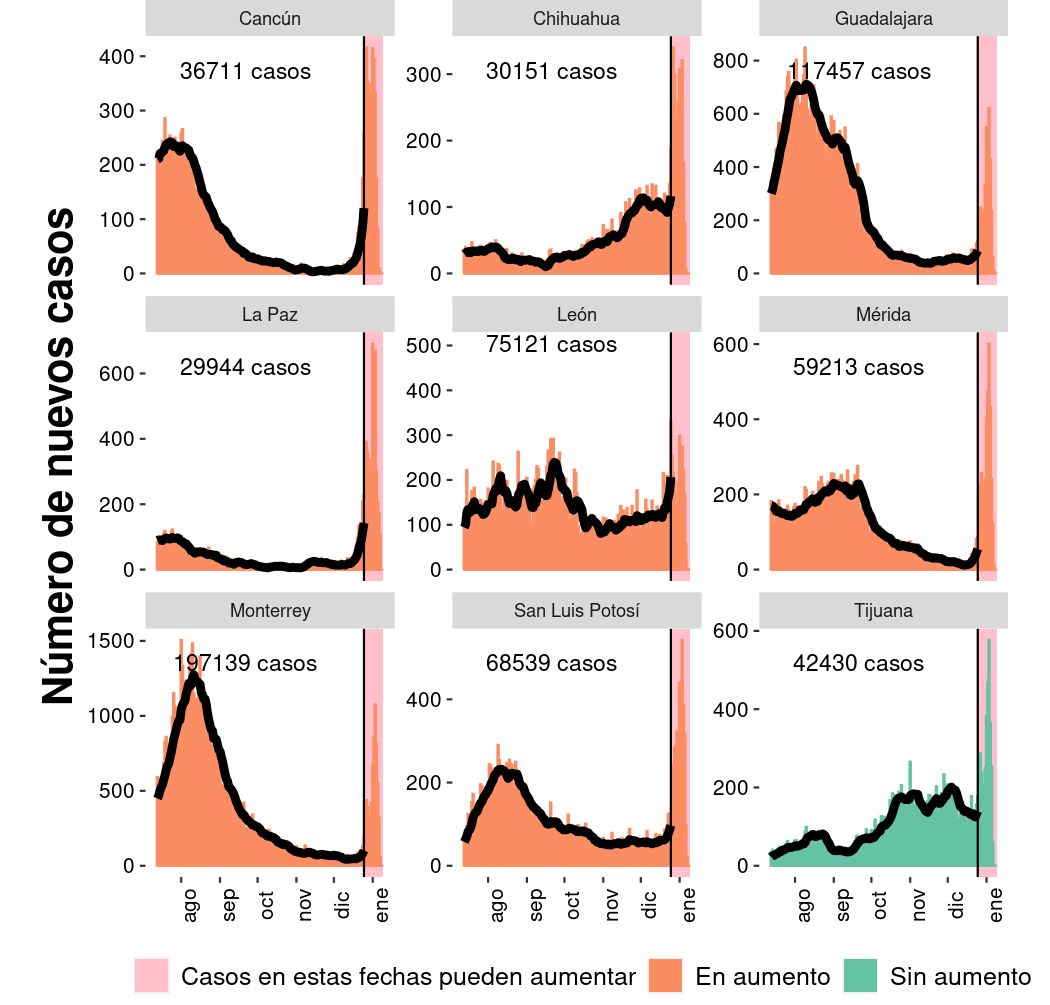 Número de nuevos casos
Cancún
36711 casos
400
300
200
100
0
Chihuahua
30151 casos
300
200
100
0
Guadalajara
117457 casos
800
600
400
200
0
La Paz
29944 casos
600
400
200
0
León
75121 casos
500
400
300
200
100
0
Mérida
59213 casos
600
400
200
0
Monterrey
197139 casos
1500
1000
500
0
ago sep oct nov dic ene
San Luis Potosí
68539 casos
400
200
0
ago sep oct nov dic ene
Tijuana
42430 casos
600
400
200
0
ago sep oct nov dic ene
Casos en estas fechas pueden aumentar En aumento Sin aumento